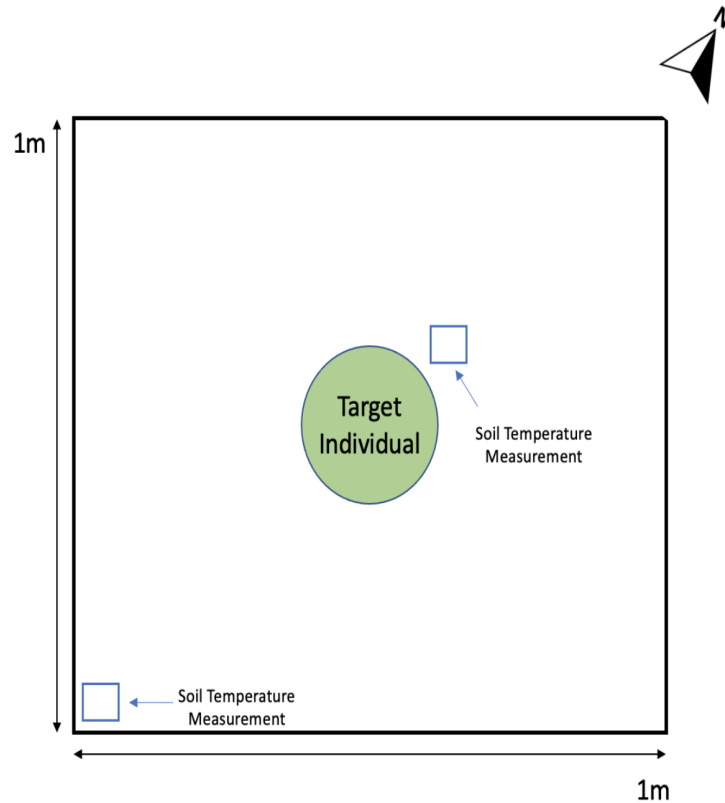 N
1m
Target
Individual
Soil Temperature
Measurement
Soil Temperature
Measurement
1m